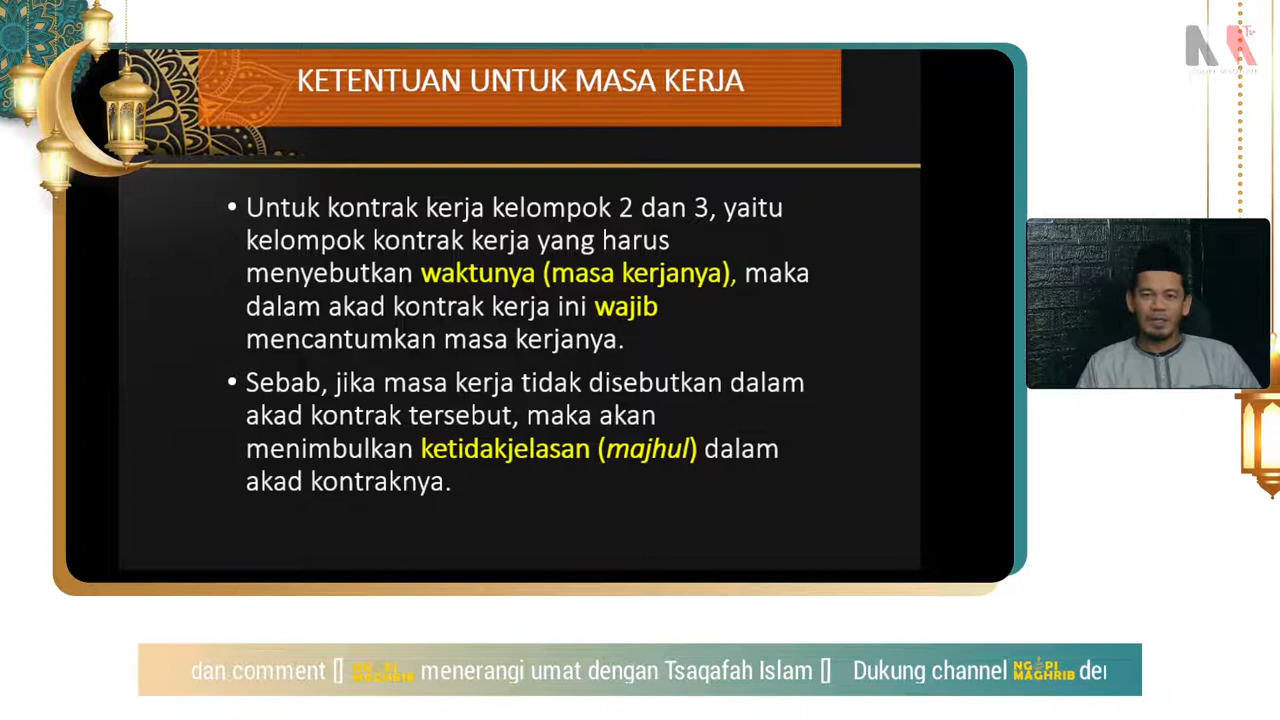 KETENTUAN UNTUK MASA KERJA
• Untuk kontrak kerja kelompok 2 dan 3, yaitu
kelompok kontrak kerja yang harus
menyebutkan waktunya (masa kerjanya), maka
dalam akad kontrak kerja ini wajib
mencantumkan masa kerjanya.
• Sebab, jika masa kerja tidak disebutkan dalam
akad kontrak tersebut, maka akan
menimbulkan ketidakjelasan (majhul) dalam
akad kontraknya.
dan comment [] NGOPI MAGHRIB menerangi umat dengan Tsaqafah Islam [] Dukung channel NGOPI MAGHRIB der